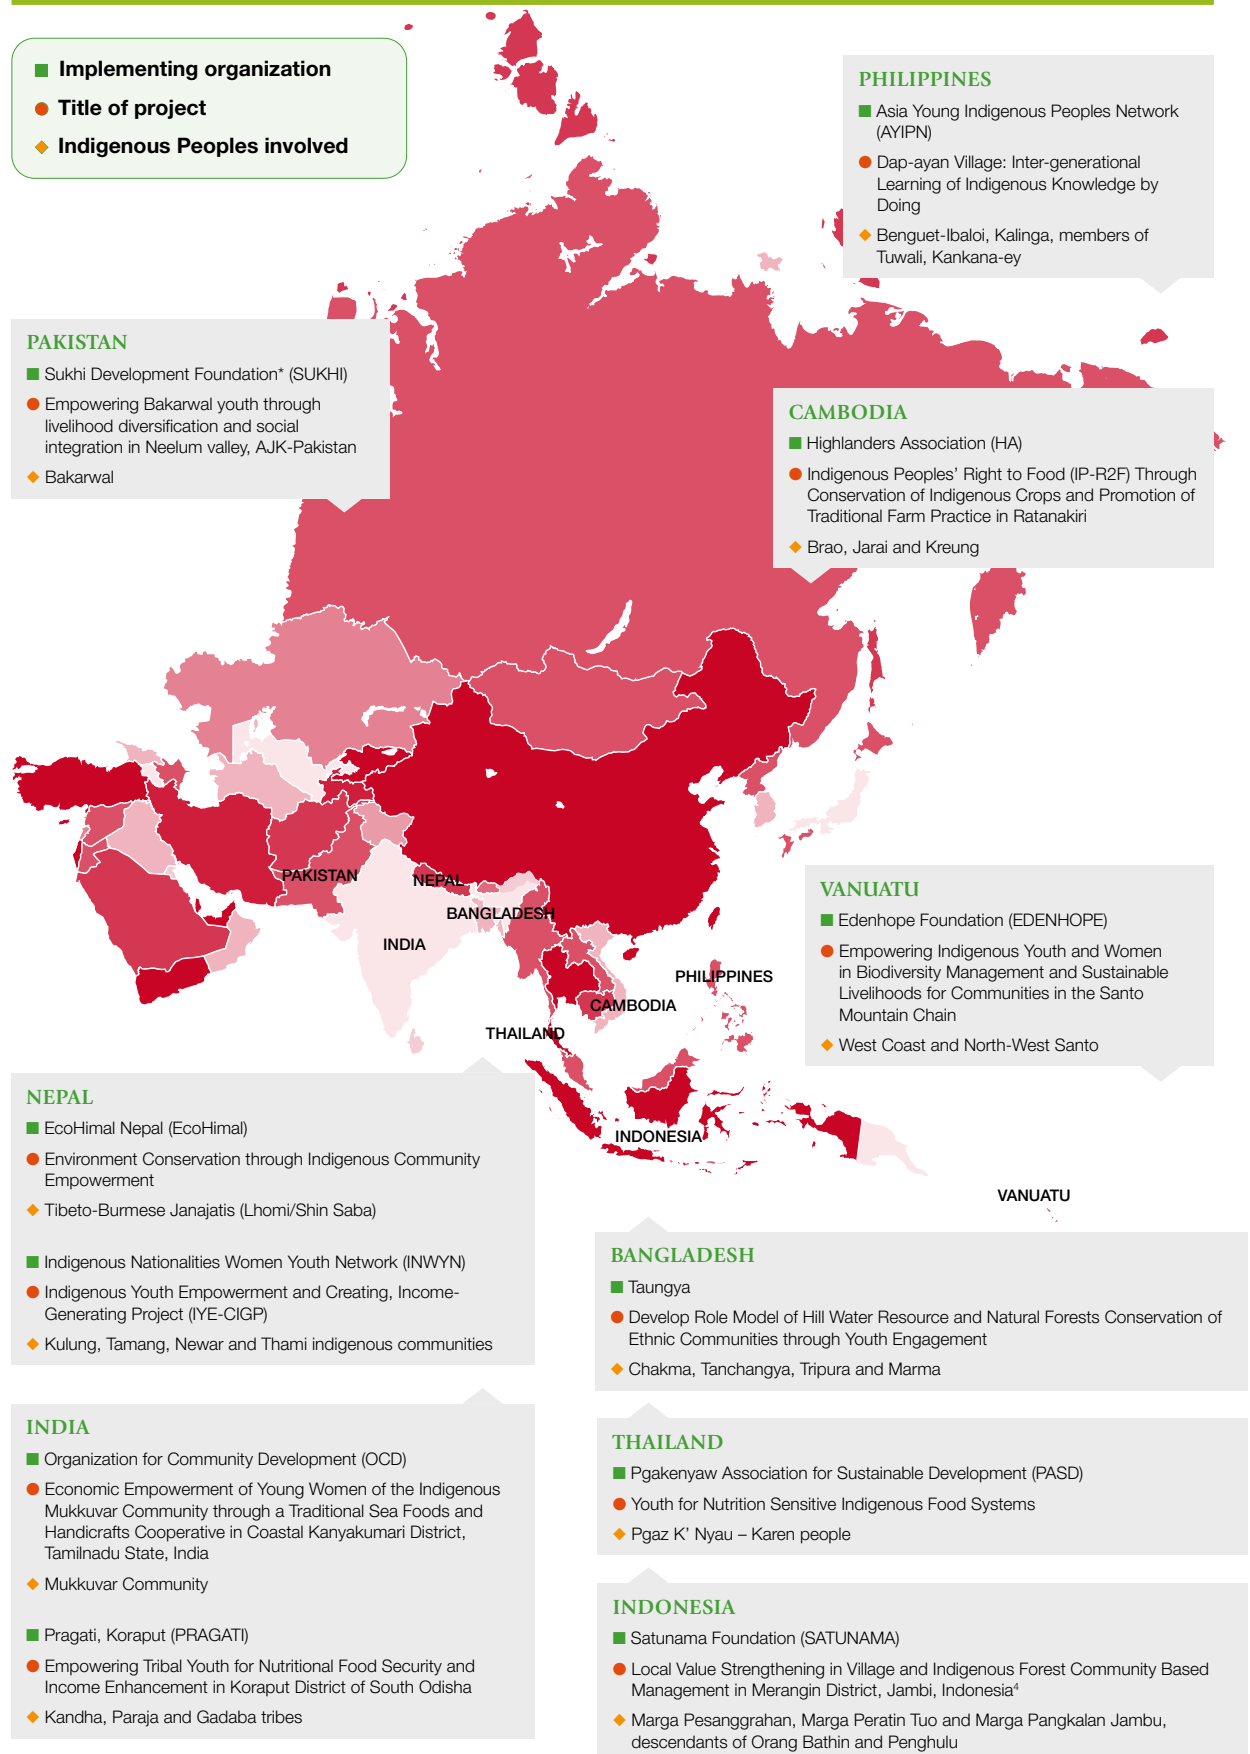 Implementing organization
Title of project
Indigenous Peoples involved
PHILIPPINES
Asia Young Indigenous Peoples Network
(AYIPN)
Dap-ayan Village: Inter-generational
Learning of Indigenous Knowledge by
Doing
Benguet-Ibaloi, Kalinga, members of
Tuwali, Kankana-ey
PAKISTAN
Sukhi Development Foundation* (SUKHI)
Empowering Bakarwal youth through
livelihood diversification and social
integration in Neelum valley, AJK-Pakistan
Bakarwal
CAMBODIA
Highlanders Association (HA)
Indigenous Peoples' Right to Food (IP-R2F) Through
Conservation of Indigenous Crops and Promotion of
Traditional Farm Practice in Ratanakiri
Brao, Jarai and Kreung
PAKISTAN
NEPAL
BANGLADESH
INDIA
PHILIPPINES
CAMBODIA
THAILAND
INDONESIA
VANUATU
VANUATU
Edenhope Foundation (EDENHOPE)
Empowering Indigenous Youth and Women
in Biodiversity Management and Sustainable
Livelihoods for Communities in the Santo
Mountain Chain
West Coast and North-West Santo
NEPAL
EcoHimal Nepal (EcoHimal)
Environment Conservation through Indigenous Community
Empowerment
Tibeto-Burmese Janajatis (Lhomi/Shin Saba)
Indigenous Nationalities Women Youth Network (INWYN)
Indigenous Youth Empowerment and Creating, Income-
Generating Project (IYE-CIGP)
Kulung, Tamang, Newar and Thami indigenous communities
INDIA
Organization for Community Development (OCD)
Economic Empowerment of Young Women of the Indigenous
Mukkuvar Community through a Traditional Sea Foods and
Handicrafts Cooperative in Coastal Kanyakumari District,
Tamilnadu State, India
Mukkuvar Community
Pragati, Koraput (PRAGATI)
Empowering Tribal Youth for Nutritional Food Security and
Income Enhancement in Koraput District of South Odisha
Kandha, Paraja and Gadaba tribes
BANGLADESH
Taungya
Develop Role Model of Hill Water Resource and Natural Forests Conservation of
Ethnic Communities through Youth Engagement
Chakma, Tanchangya, Tripura and Marma
THAILAND
Pgakenyaw Association for Sustainable Development (PASD)
Youth for Nutrition Sensitive Indigenous Food Systems
Pgaz K' Nyau – Karen people
INDONESIA
Satunama Foundation (SATUNAMA)
Local Value Strengthening in Village and Indigenous Forest Community Based
Management in Merangin District, Jambi, Indonesia⁴
Marga Pesanggrahan, Marga Peratin Tuo and Marga Pangkalan Jambu,
descendants of Orang Bathin and Penghulu